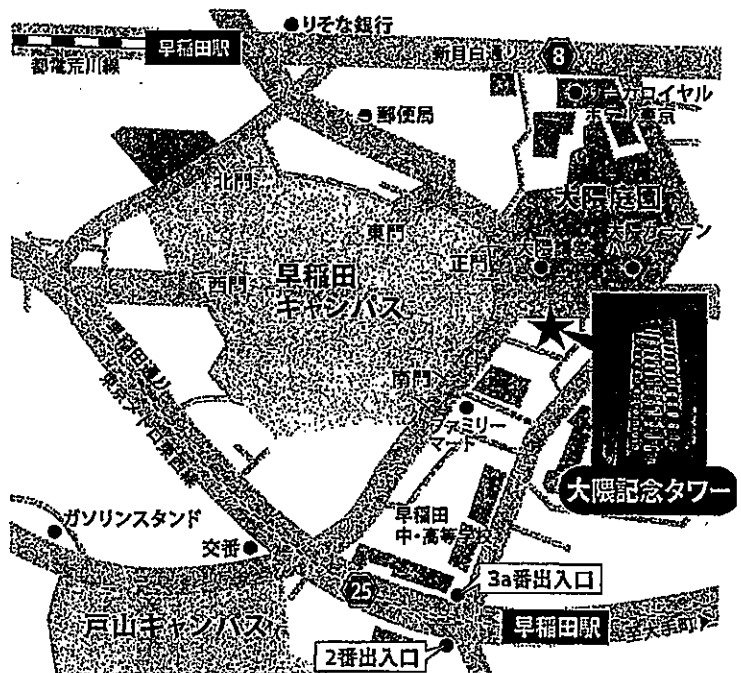 りそな銀行
早稲田駅
都電荒川線
新目白通り
8
ホテル東京
郵便局
北門
大隈庭園
東門
正門
早稲田
キャンパス
西門
早稲田通り
東京メトロ東西線
南門
ファミリー
マート
大隈記念タワー
ガソリンスタンド
交番
早稲田
中・高等学校
25
3a番出入口
戸山キャンパス
早稲田駅
至大手町
2番出入口